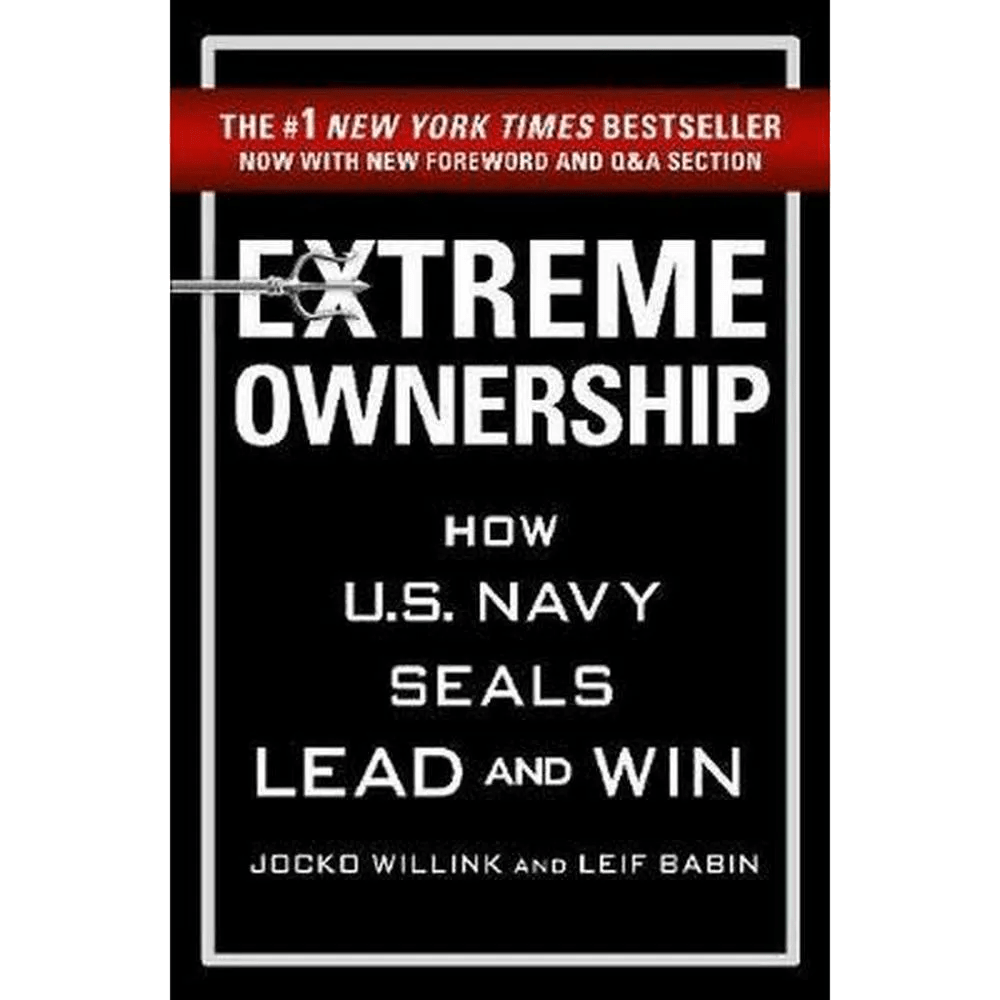 THE #1 NEW YORK TIMES BESTSELLER
NOW WITH NEW FOREWORD AND Q&A SECTION
EXTREME
OWNERSHIP
HOW
U.S. NAVY
SEALS
LEAD AND WIN
JOCKO WILLINK AND LEIF BABIN